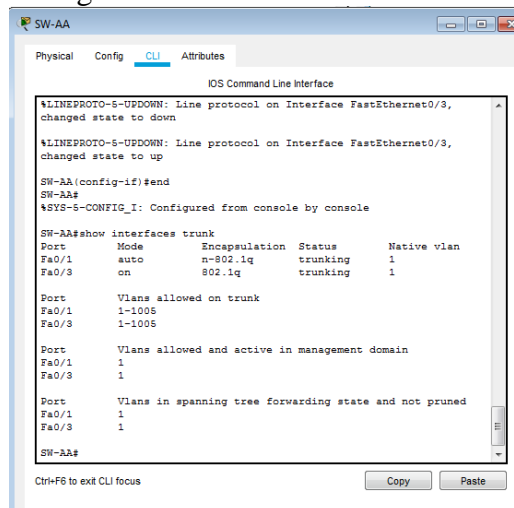 SW-AA
Physical Config CLI Attributes
IOS Command Line Interface
%LINEPROTO-5-UPDOWN: Line protocol on Interface FastEthernet0/3,
changed state to down
%LINEPROTO-5-UPDOWN: Line protocol on Interface FastEthernet0/3,
changed state to up
SW-AA(config-if)#end
SW-AA#
%SYS-5-CONFIG_I: Configured from console by console
SW-AA#show interfaces trunk
Port Mode Encapsulation Status Native vlan
Fa0/1 auto n-802.1q trunking 1
Fa0/3 on 802.1q trunking 1
Port Vlans allowed on trunk
Fa0/1 1-1005
Fa0/3 1-1005
Port Vlans allowed and active in management domain
Fa0/1 1
Fa0/3 1
Port Vlans in spanning tree forwarding state and not pruned
Fa0/1 1
Fa0/3 1
SW-AA#
Ctrl+F6 to exit CLI focus Copy Paste